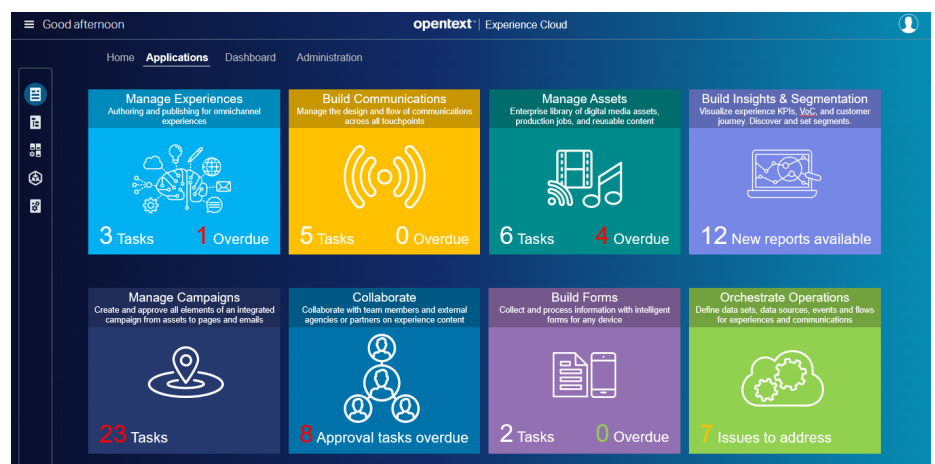 Good afternoon
opentext™ | Experience Cloud
Home Applications Dashboard Administration
Manage Experiences
Authoring and publishing for omnichannel
experiences
3 Tasks 1 Overdue
Build Communications
Manage the design and flow of communications
across all touchpoints
5 Tasks 0 Overdue
Manage Assets
Enterprise library of digital media assets,
production jobs, and reusable content
6 Tasks 4 Overdue
Build Insights & Segmentation
Visualize experience KPIs, VoC, and customer
journey. Discover and set segments.
12 New reports available
Manage Campaigns
Create and approve all elements of an integrated
campaign from assets to pages and emails
23 Tasks
Collaborate
Collaborate with team members and external
agencies or partners on experience content
8 Approval tasks overdue
Build Forms
Collect and process information with intelligent
forms for any device
2 Tasks 0 Overdue
Orchestrate Operations
Define data sets, data sources, events and flows
for experiences and communications
7 Issues to address